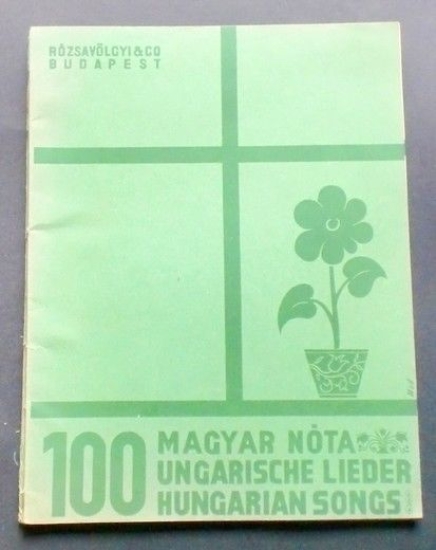 RÓZSAVÖLGYI & CO
BUDAPEST
100 MAGYAR NÓTA
UNGARISCHE LIEDER
HUNGARIAN SONGS